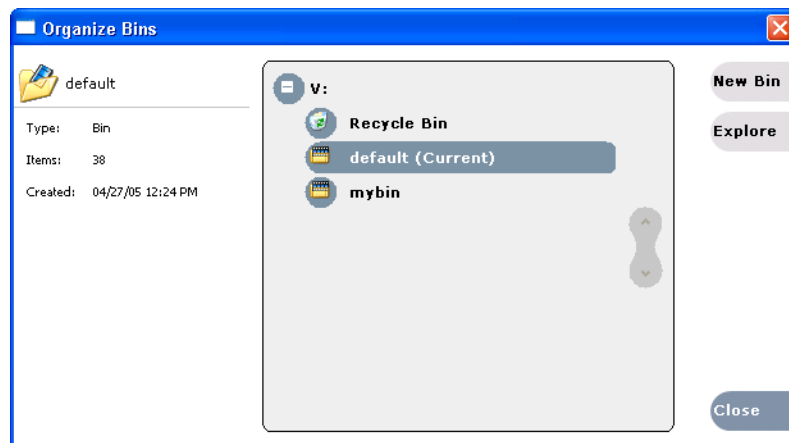 Organize Bins
default
Type: Bin
Items: 38
Created: 04/27/05 12:24 PM
V:
Recycle Bin
default (Current)
mybin
New Bin
Explore
Close